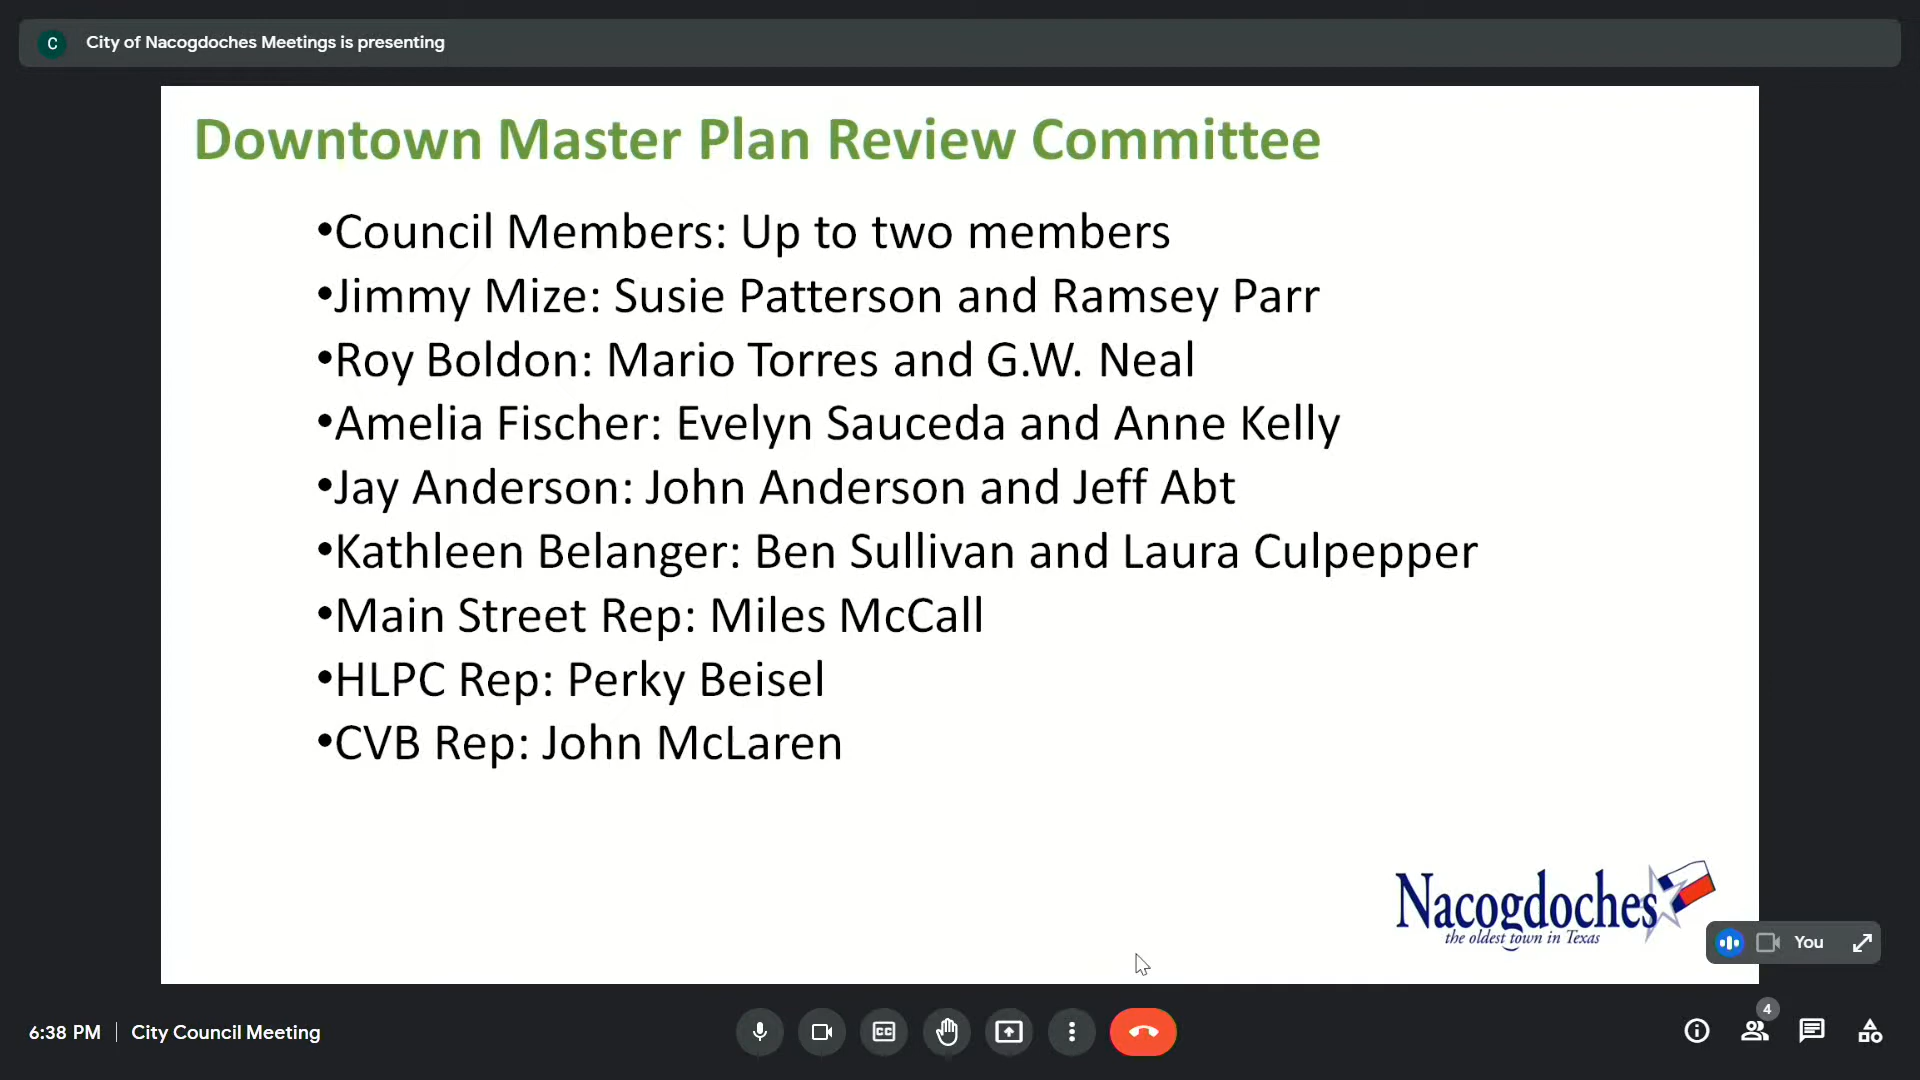 C
City of Nacogdoches Meetings is presenting
Downtown Master Plan Review Committee
•Council Members: Up to two members
•Jimmy Mize: Susie Patterson and Ramsey Parr
•Roy Boldon: Mario Torres and G.W. Neal
•Amelia Fischer: Evelyn Sauceda and Anne Kelly
•Jay Anderson: John Anderson and Jeff Abt
•Kathleen Belanger: Ben Sullivan and Laura Culpepper
•Main Street Rep: Miles McCall
•HLPC Rep: Perky Beisel
•CVB Rep: John McLaren
Nacogdoches
the oldest town in Texas
You
6:38 PM | City Council Meeting
CC
4